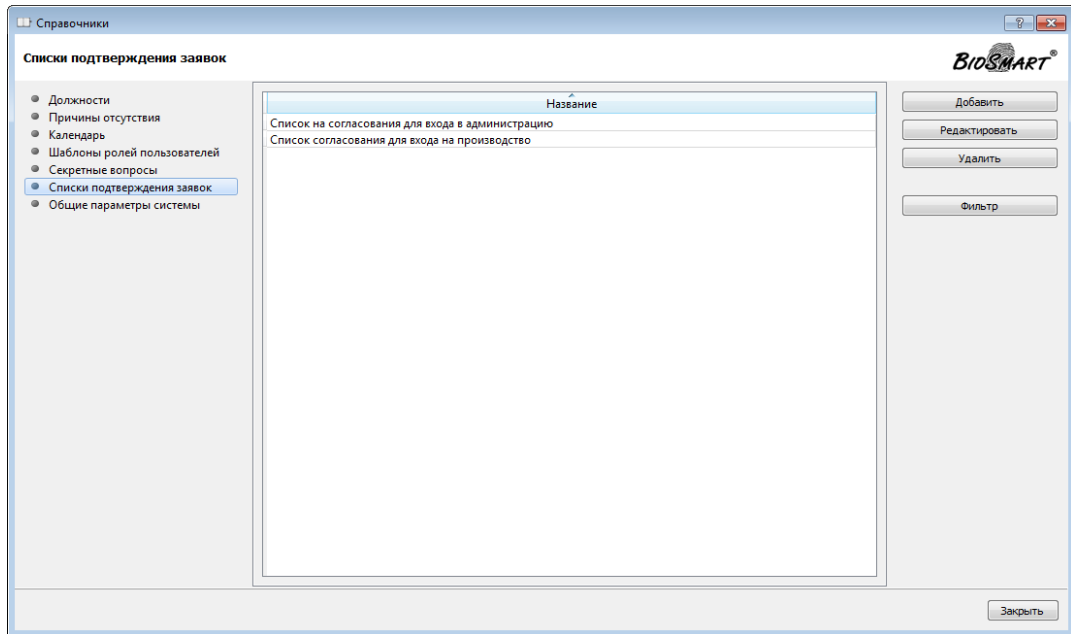 Справочники
?
Списки подтверждения заявок
BIOSMART®
Должности
Причины отсутствия
Календарь
Шаблоны ролей пользователей
Секретные вопросы
Списки подтверждения заявок
Общие параметры системы
Название
Список на согласования для входа в администрацию
Список согласования для входа на производство
Добавить
Редактировать
Удалить
Фильтр
Закрыть